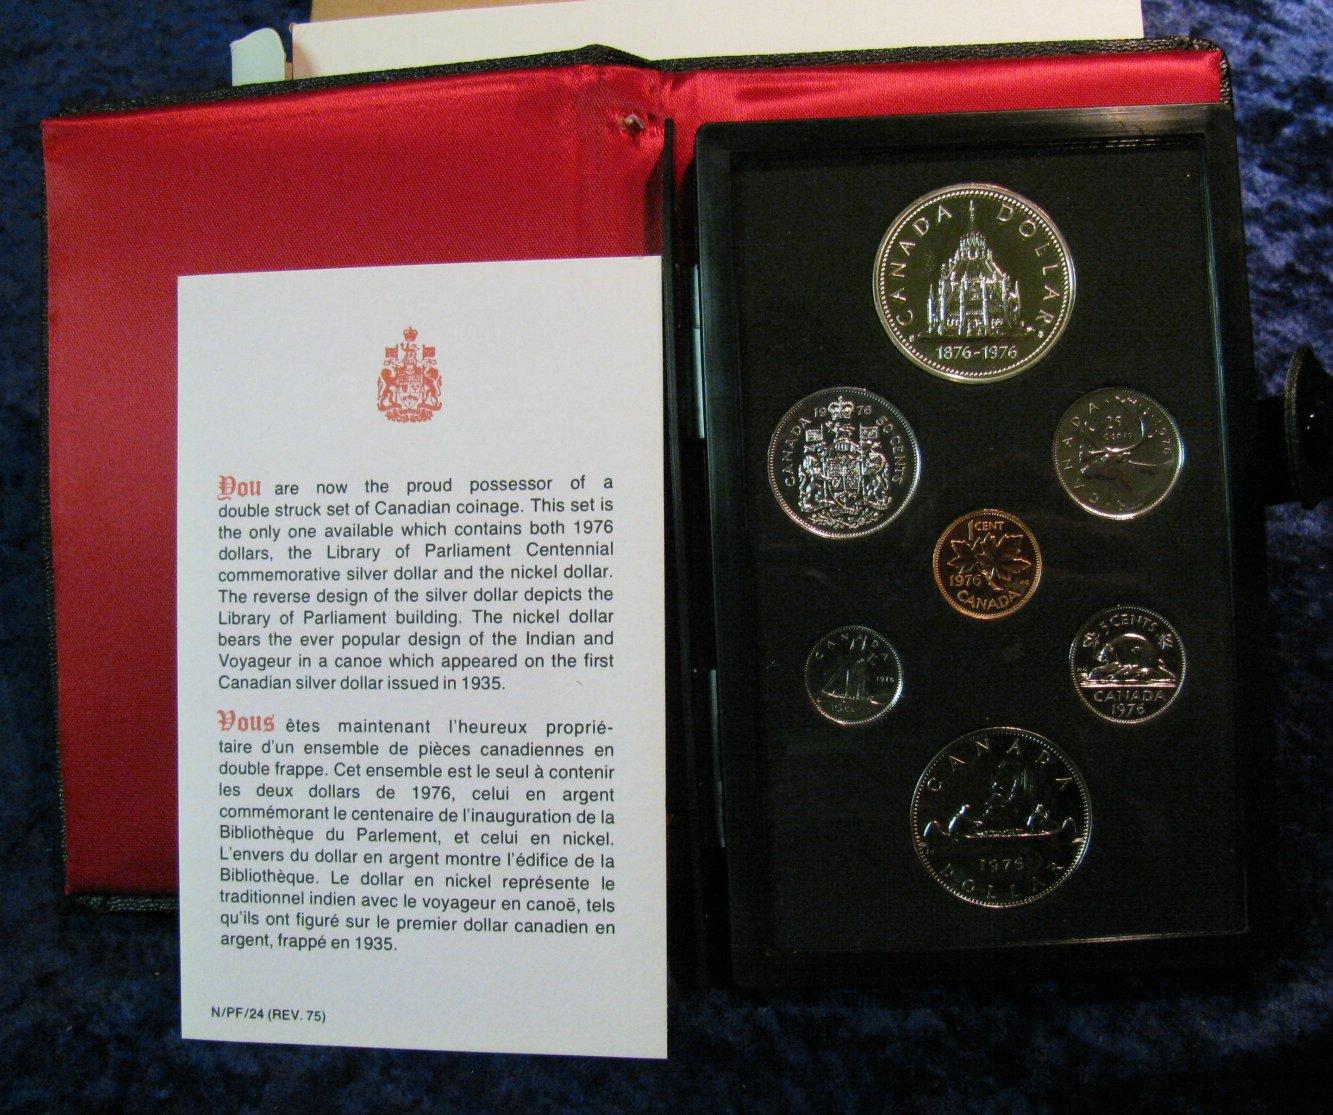 You are now the proud possessor of a
double struck set of Canadian coinage. This set is
the only one available which contains both 1976
dollars, the Library of Parliament Centennial
commemorative silver dollar and the nickel dollar.
The reverse design of the silver dollar depicts the
Library of Parliament building. The nickel dollar
bears the ever popular design of the Indian and
Voyageur in a canoe which appeared on the first
Canadian silver dollar issued in 1935.
Vous êtes maintenant l'heureux proprié-
taire d'un ensemble de pièces canadiennes en
double frappe. Cet ensemble est le seul à contenir
les deux dollars de 1976, celui en argent
commémorant le centenaire de l'inauguration de la
Bibliothèque du Parlement, et celui en nickel.
L'envers du dollar en argent montre l'édifice de la
Bibliothèque. Le dollar en nickel représente le
traditionnel indien avec le voyageur en canoë, tels
qu'ils ont figuré sur le premier dollar canadien en
argent, frappé en 1935.
N/PF/24 (REV. 75)
CANADA DOLLAR
1876-1976
CANADA 1976 50 CENTS
CANADA 1976
25
CENTS
1 CENT
1976
CANADA
CANADA
1976
5 CENTS
CANADA
1976
CANADA
1976
DOLLAR